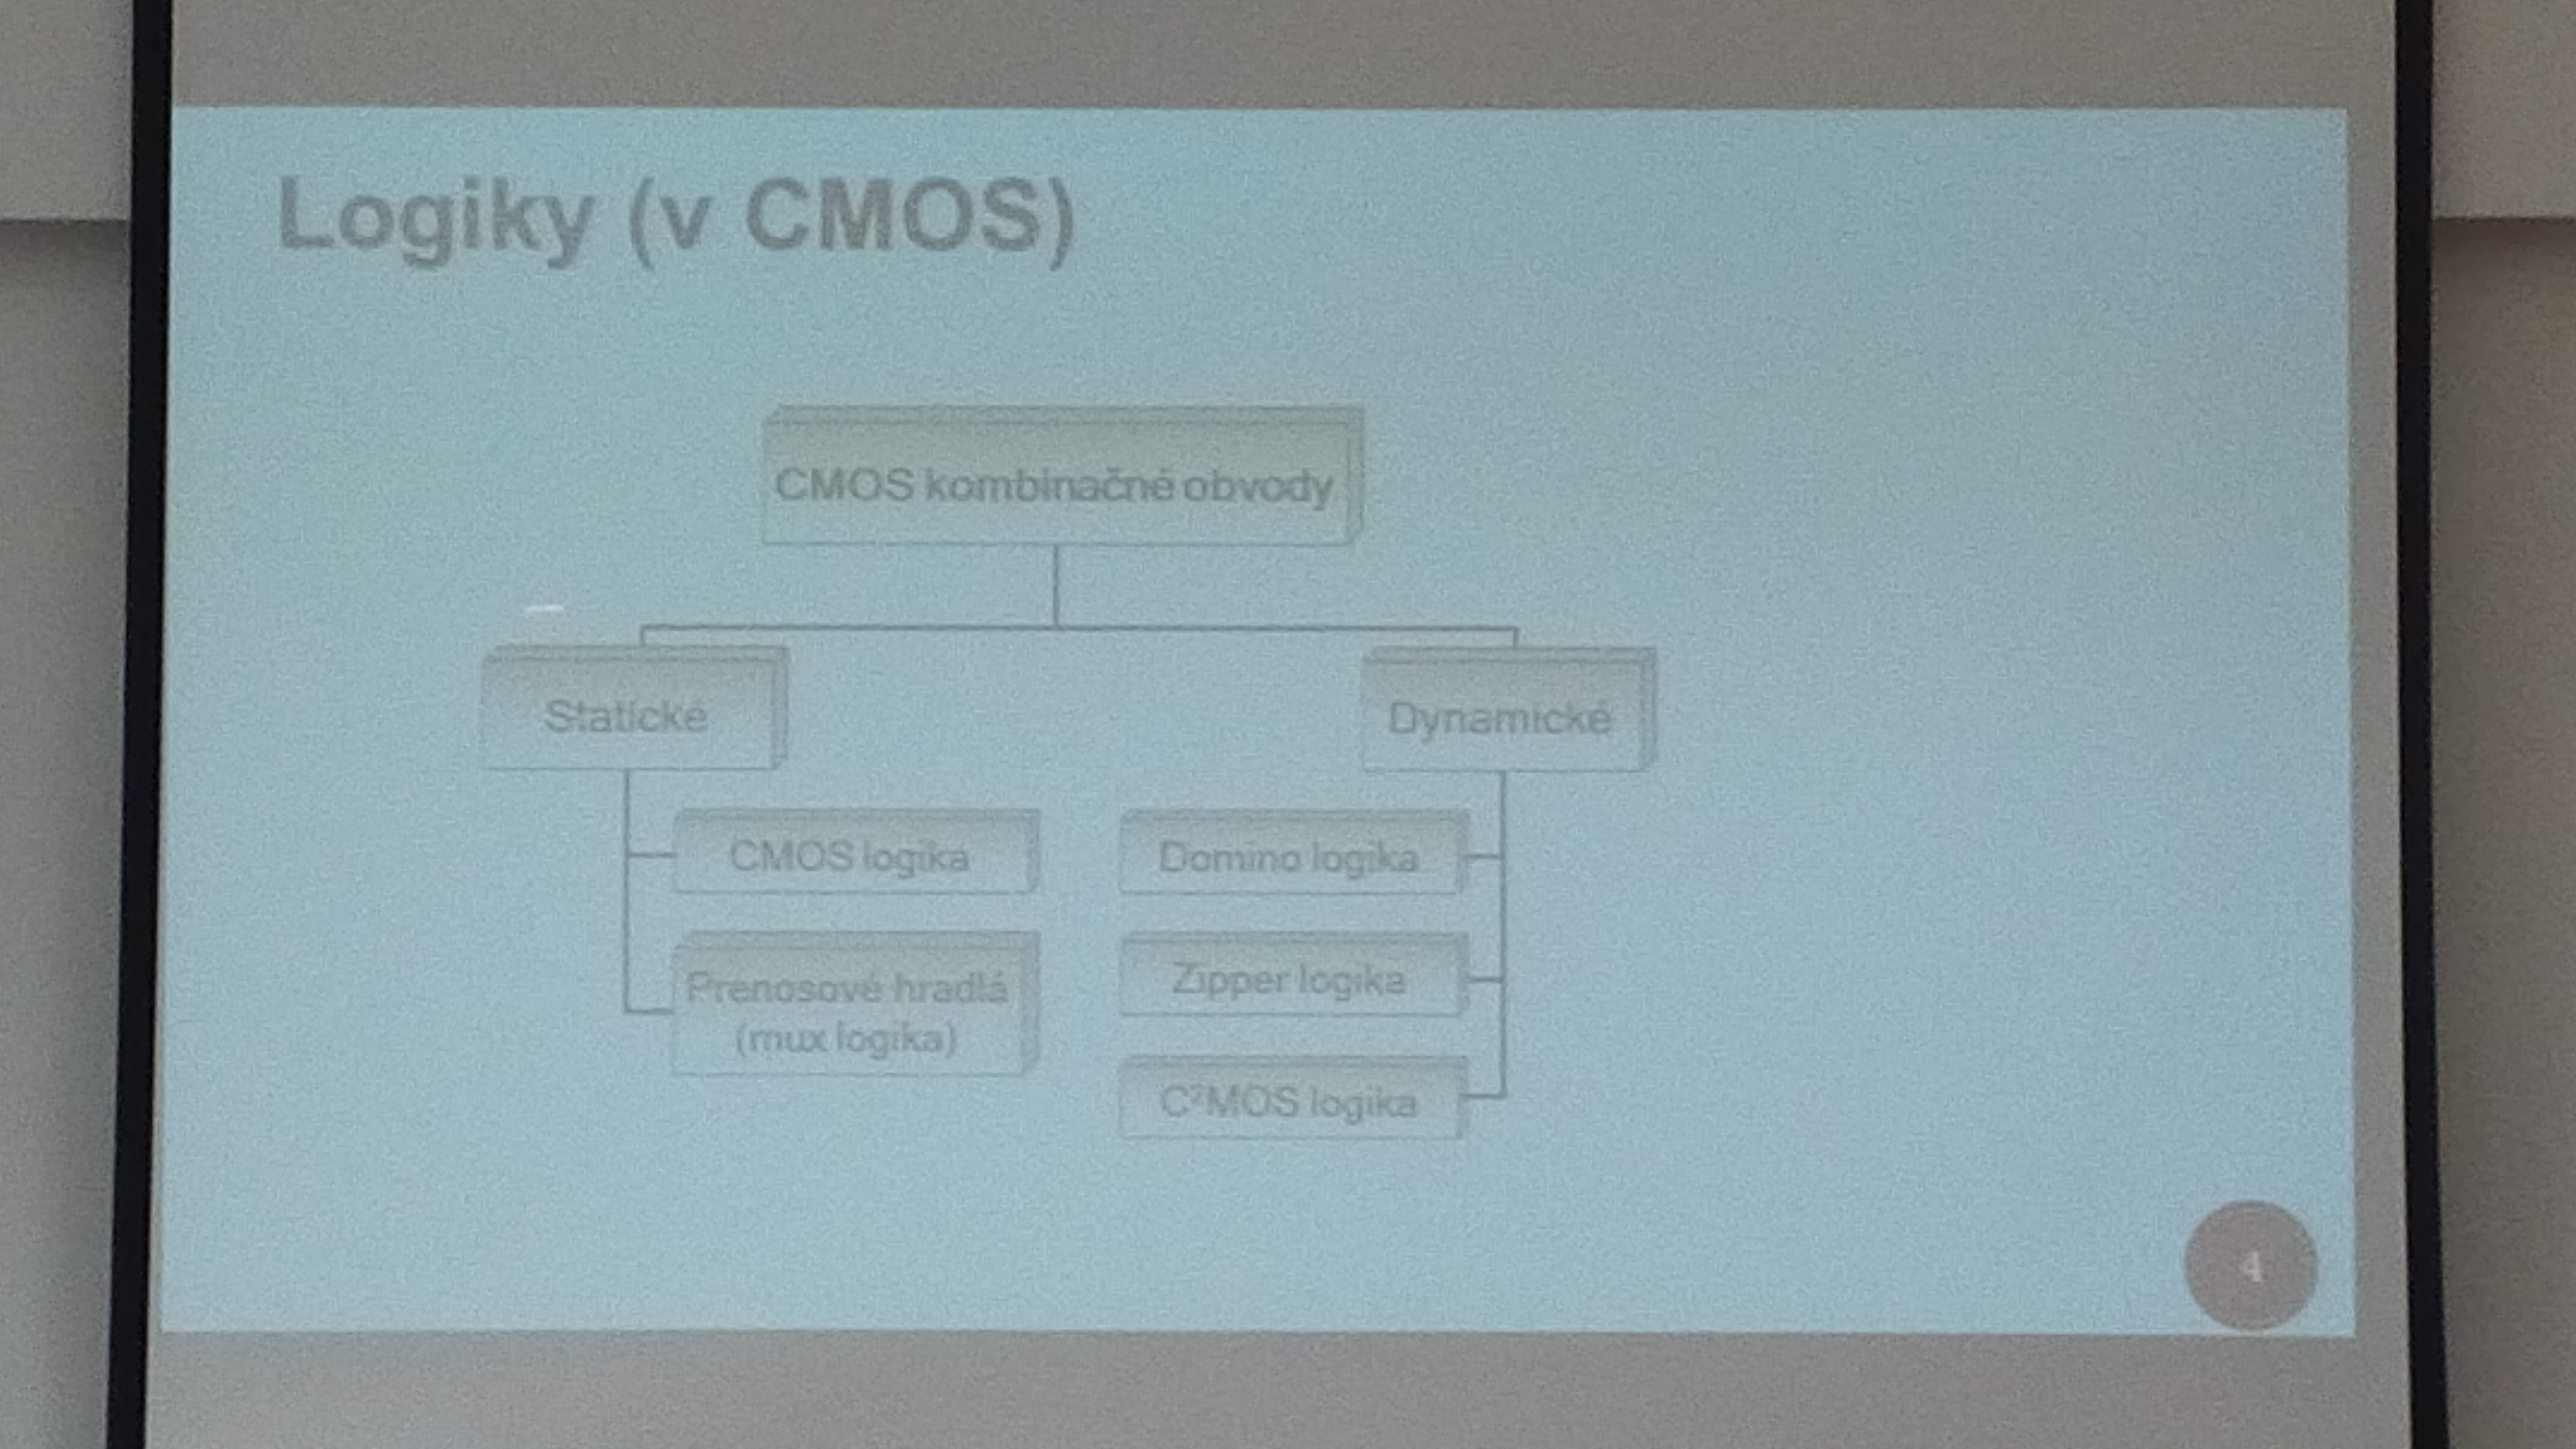 Logiky (v CMOS)
CMOS kombinačné obvody
Statické
Dynamické
CMOS logika
Domino logika
Prenosové hradlá
(mux logika)
Zipper logika
C²MOS logika
4